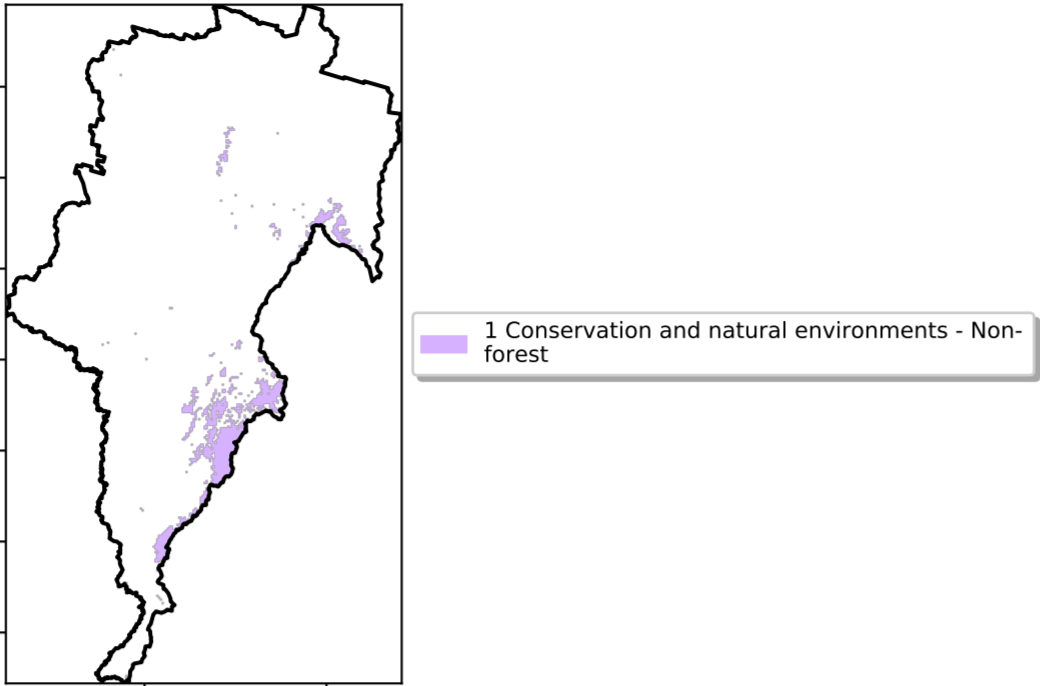 1 Conservation and natural environments - Non-
forest